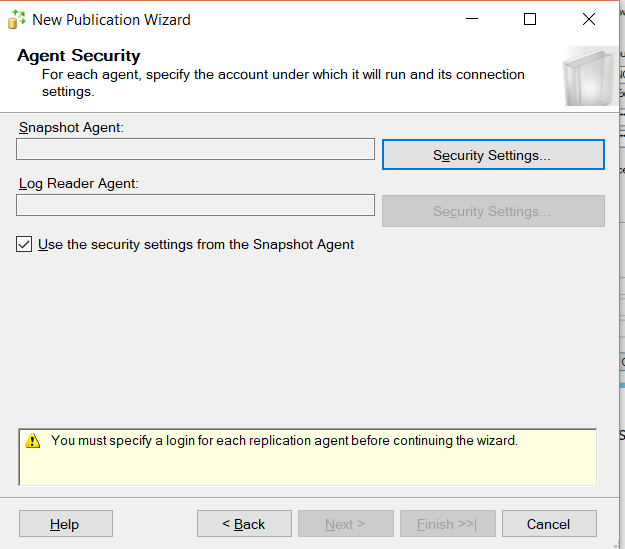 New Publication Wizard
Agent Security
For each agent, specify the account under which it will run and its connection
settings.
Snapshot Agent:
Security Settings...
Log Reader Agent:
Security Settings...
Use the security settings from the Snapshot Agent
You must specify a login for each replication agent before continuing the wizard.
Help
< Back
Next >
Finish >>|
Cancel